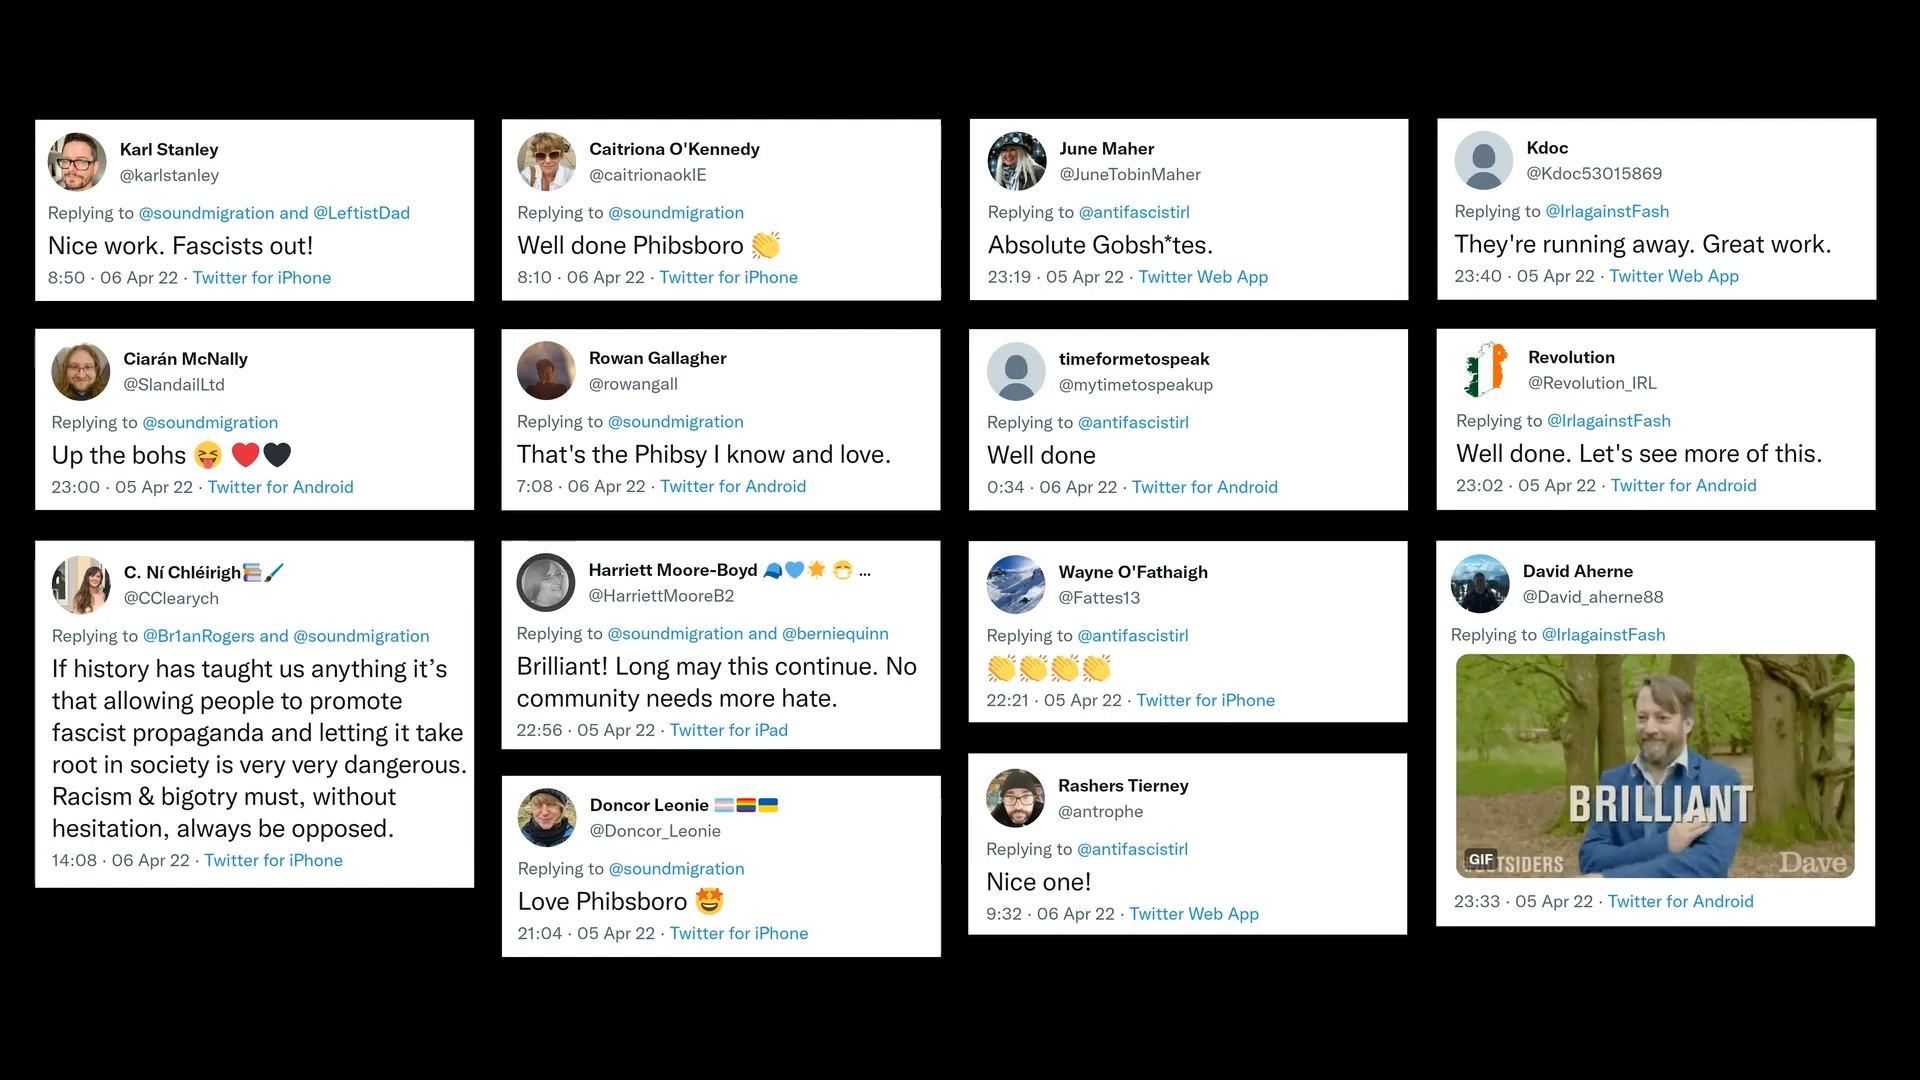 Karl Stanley
@karlstanley
Replying to @soundmigration and @LeftistDad
Nice work. Fascists out!
8:50 · 06 Apr 22 · Twitter for iPhone
Ciarán McNally
@SlandailLtd
Replying to @soundmigration
Up the bohs 😝 ❤️🖤
23:00 · 05 Apr 22 · Twitter for Android
C. Ní Chléirigh📚🖌️
@CClearych
Replying to @Br1anRogers and @soundmigration
If history has taught us anything it’s
that allowing people to promote
fascist propaganda and letting it take
root in society is very very dangerous.
Racism & bigotry must, without
hesitation, always be opposed.
14:08 · 06 Apr 22 · Twitter for iPhone
Caitriona O'Kennedy
@caitrionaokIE
Replying to @soundmigration
Well done Phibsboro 👏
8:10 · 06 Apr 22 · Twitter for iPhone
Rowan Gallagher
@rowangall
Replying to @soundmigration
That's the Phibsy I know and love.
7:08 · 06 Apr 22 · Twitter for Android
Harriett Moore-Boyd 🧢💙🌟 😷 ...
@HarriettMooreB2
Replying to @soundmigration and @berniequinn
Brilliant! Long may this continue. No
community needs more hate.
22:56 · 05 Apr 22 · Twitter for iPad
Doncor Leonie 🏳️‍⚧️🏳️‍🌈🇺🇦
@Doncor_Leonie
Replying to @soundmigration
Love Phibsboro 🤩
21:04 · 05 Apr 22 · Twitter for iPhone
June Maher
@JuneTobinMaher
Replying to @antifascistirl
Absolute Gobsh*tes.
23:19 · 05 Apr 22 · Twitter Web App
timeformetospeak
@mytimetospeakup
Replying to @antifascistirl
Well done
0:34 · 06 Apr 22 · Twitter for Android
Wayne O'Fathaigh
@Fattes13
Replying to @antifascistirl
👏👏👏👏
22:21 · 05 Apr 22 · Twitter for iPhone
Rashers Tierney
@antrophe
Replying to @antifascistirl
Nice one!
9:32 · 06 Apr 22 · Twitter Web App
Kdoc
@Kdoc53015869
Replying to @IrlagainstFash
They're running away. Great work.
23:40 · 05 Apr 22 · Twitter Web App
Revolution
@Revolution_IRL
Replying to @IrlagainstFash
Well done. Let's see more of this.
23:02 · 05 Apr 22 · Twitter for Android
David Aherne
@David_aherne88
Replying to @IrlagainstFash
BRILLIANT
GIF
Dave
23:33 · 05 Apr 22 · Twitter for Android